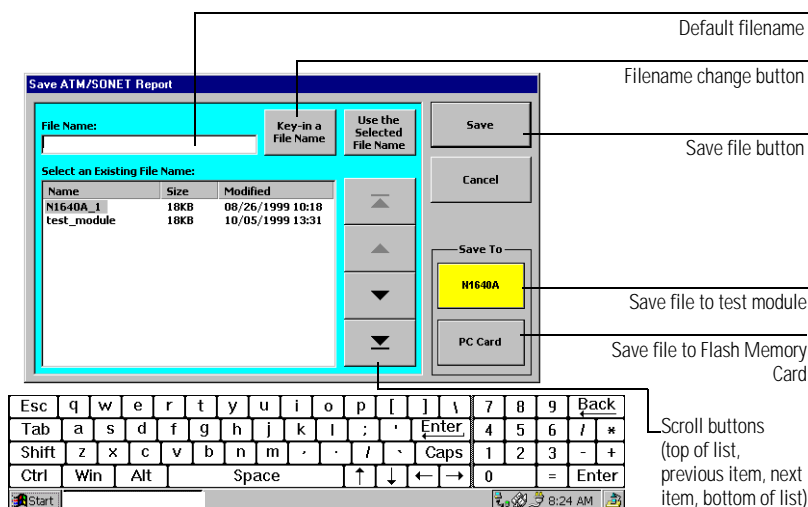 Default filename
Filename change button
Save ATM/SONET Report
File Name:
Key-in a
File Name
Use the
Selected
File Name
Save
Save file button
Select an Existing File Name:
Cancel
Name Size Modified
N1640A_1 18KB 08/26/1999 10:18
test_module 18KB 10/05/1999 13:31
Save To
N1640A
Save file to test module
PC Card
Save file to Flash Memory
Card
Esc q w e r t y u i o p [ ] \ 7 8 9 Back
Tab a s d f g h j k l ; ' Enter 4 5 6 / *
Shift z x c v b n m , . / ` Caps 1 2 3 - +
Ctrl Win Alt Space ↑ ↓ ← → 0 = Enter
Start 8:24 AM
Scroll buttons
(top of list,
previous item, next
item, bottom of list)